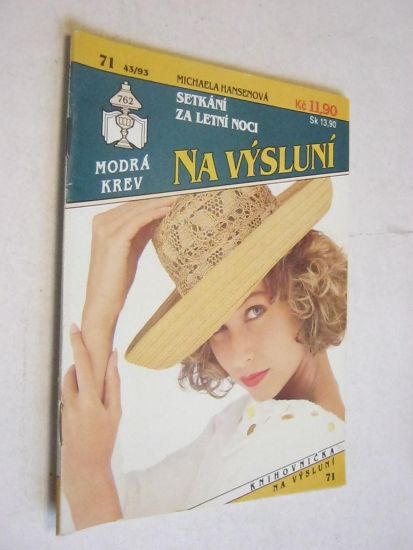 71 43/93
762
MODRÁ
KREV
MICHAELA HANSENOVÁ
SETKÁNÍ
ZA LETNÍ NOCI
Kč 11,90
Sk 13,90
NA VÝSLUNÍ
KNIHOVNIČKA
NA VÝSLUNÍ
71